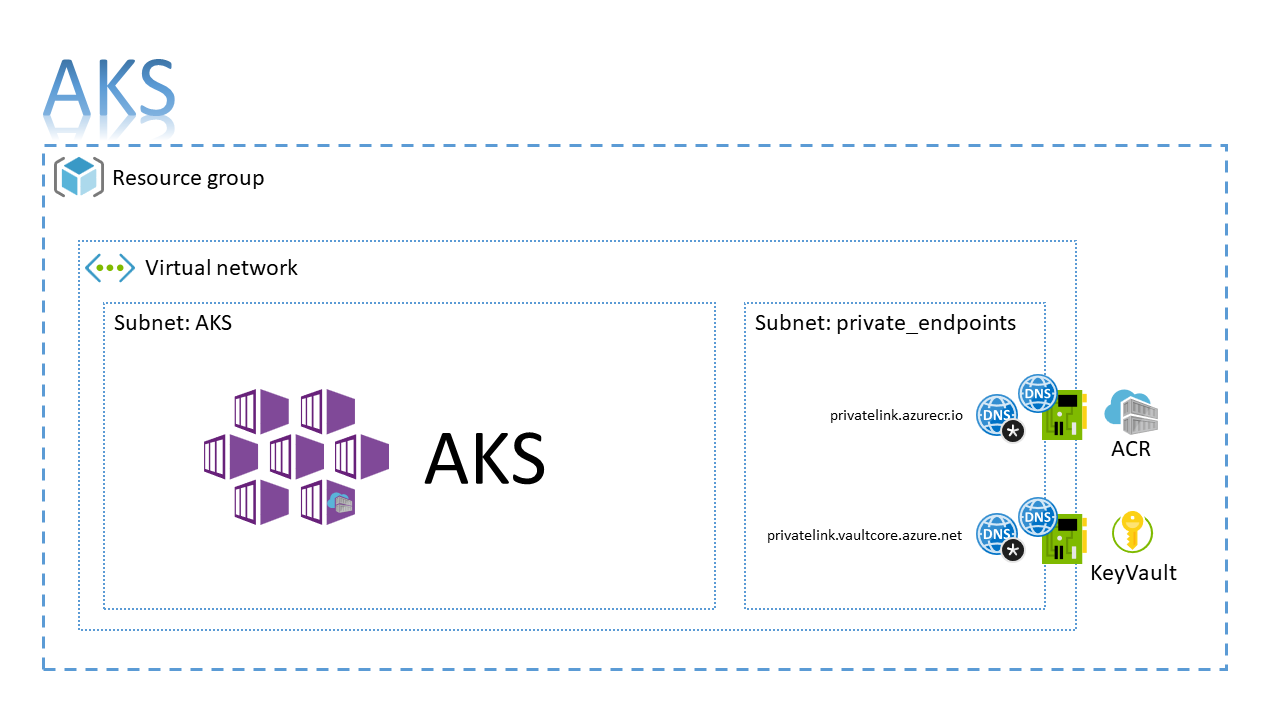 AKS
Resource group
Virtual network
Subnet: AKS
Subnet: private_endpoints
AKS
privatelink.azurecr.io
DNS
DNS
*
ACR
privatelink.vaultcore.azure.net
DNS
DNS
*
KeyVault